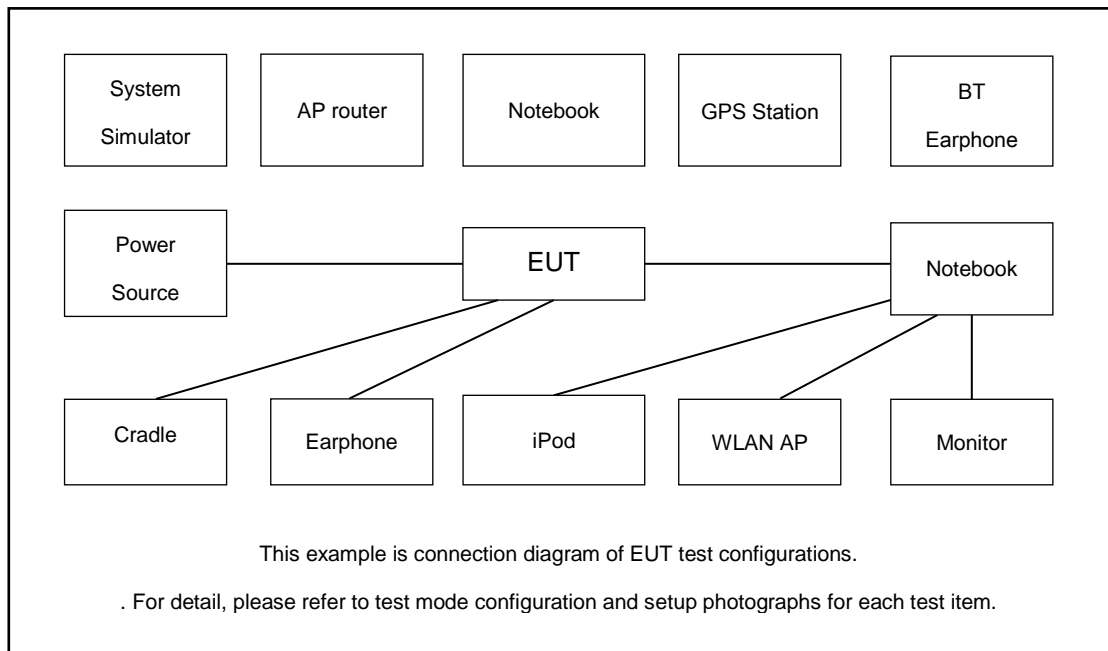 System
Simulator
AP router
Notebook
GPS Station
BT
Earphone
Power
Source
EUT
Notebook
Cradle
Earphone
iPod
WLAN AP
Monitor
This example is connection diagram of EUT test configurations.
. For detail, please refer to test mode configuration and setup photographs for each test item.